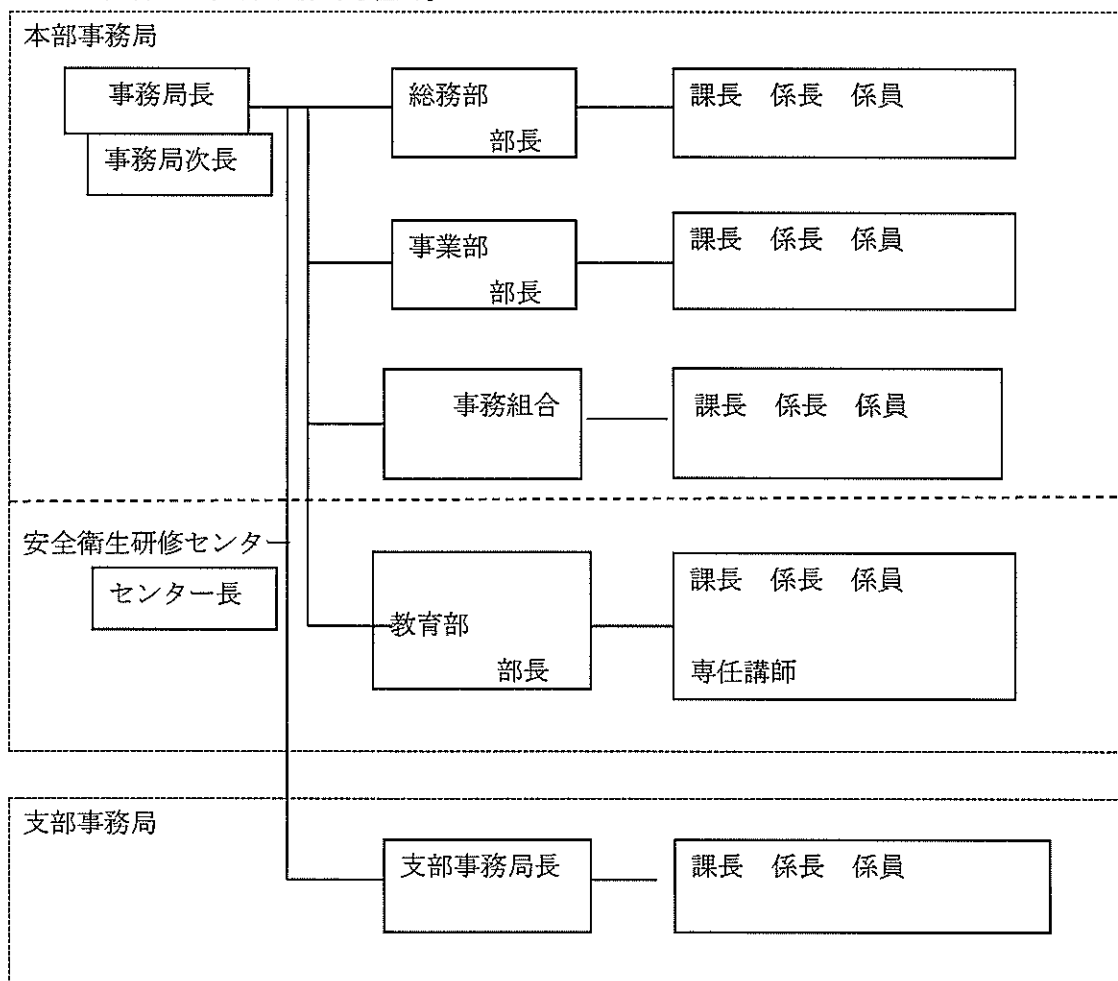 本部事務局
事務局長
事務局次長
総務部
部長
課長 係長 係員
事業部
部長
課長 係長 係員
事務組合
課長 係長 係員
安全衛生研修センター
センター長
教育部
部長
課長 係長 係員
専任講師
支部事務局
支部事務局長
課長 係長 係員